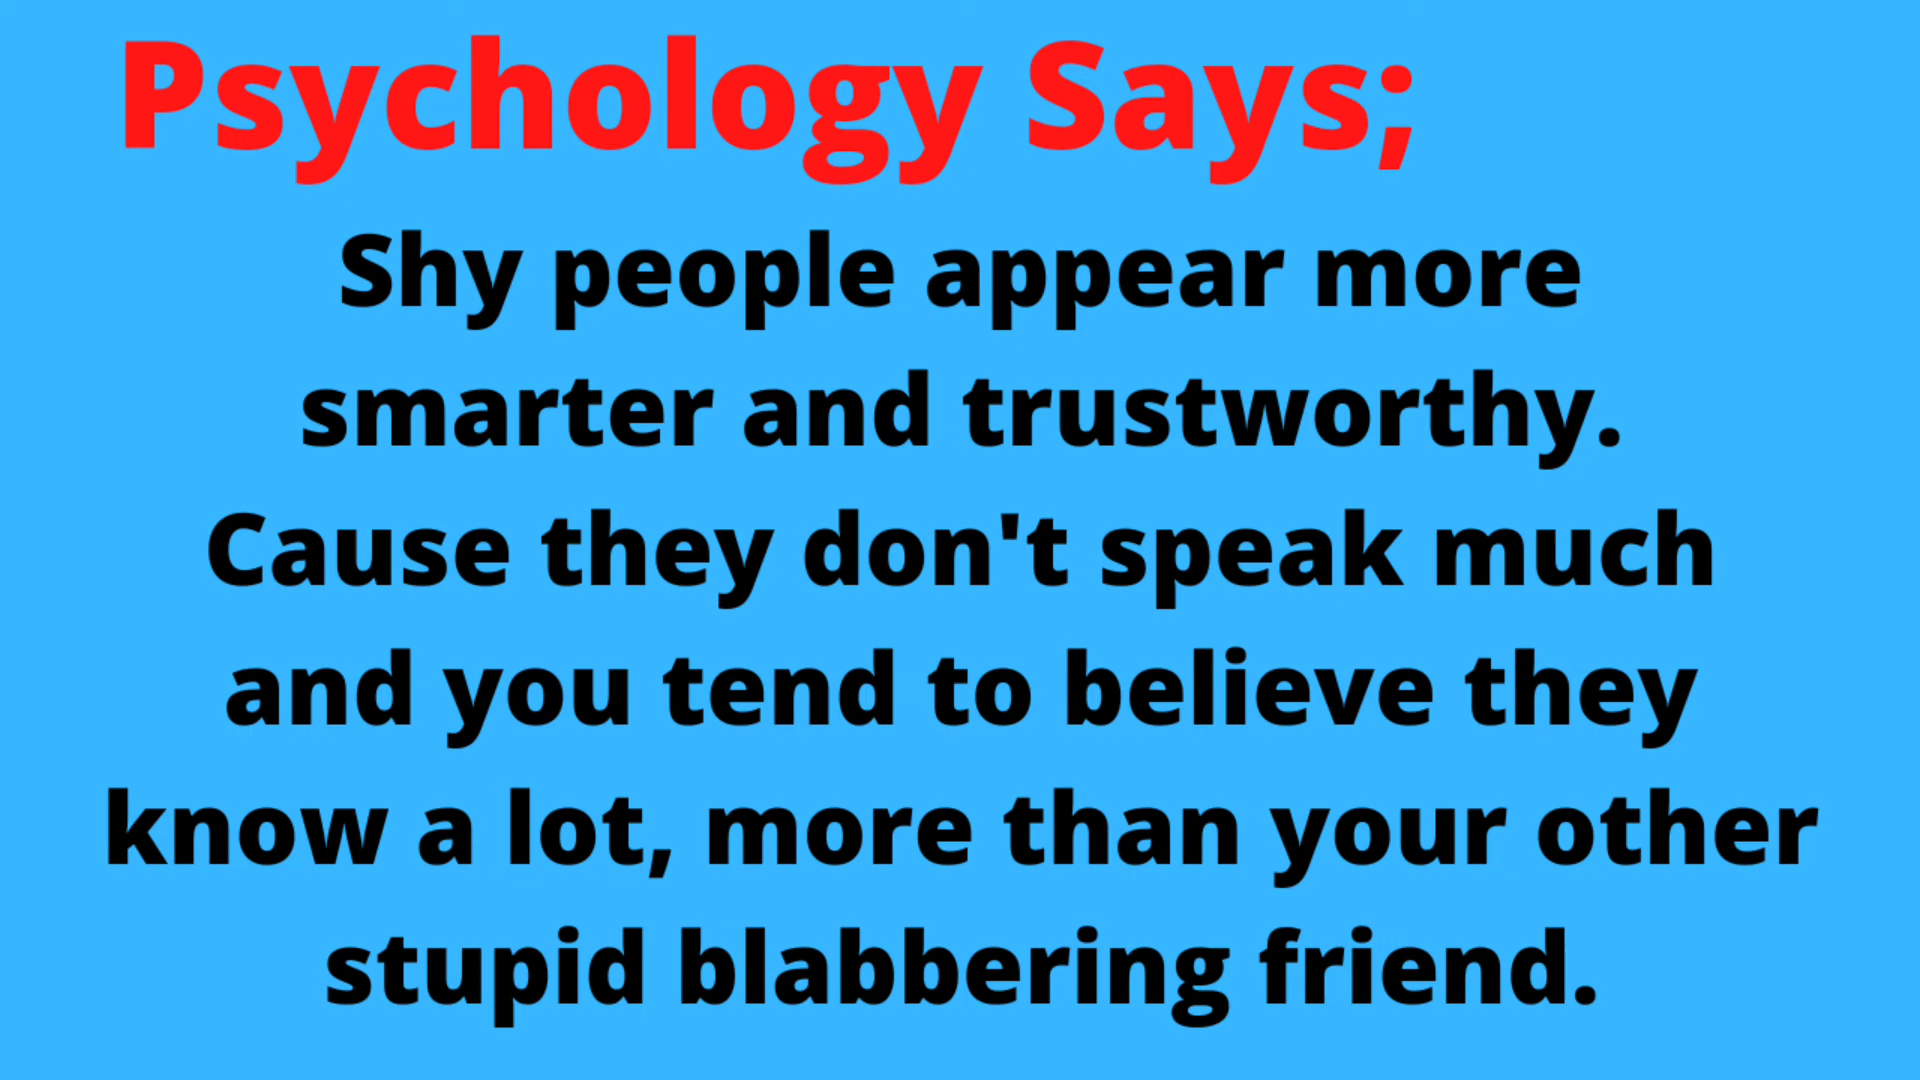 Psychology Says;
Shy people appear more
smarter and trustworthy.
Cause they don't speak much
and you tend to believe they
know a lot, more than your other
stupid blabbering friend.